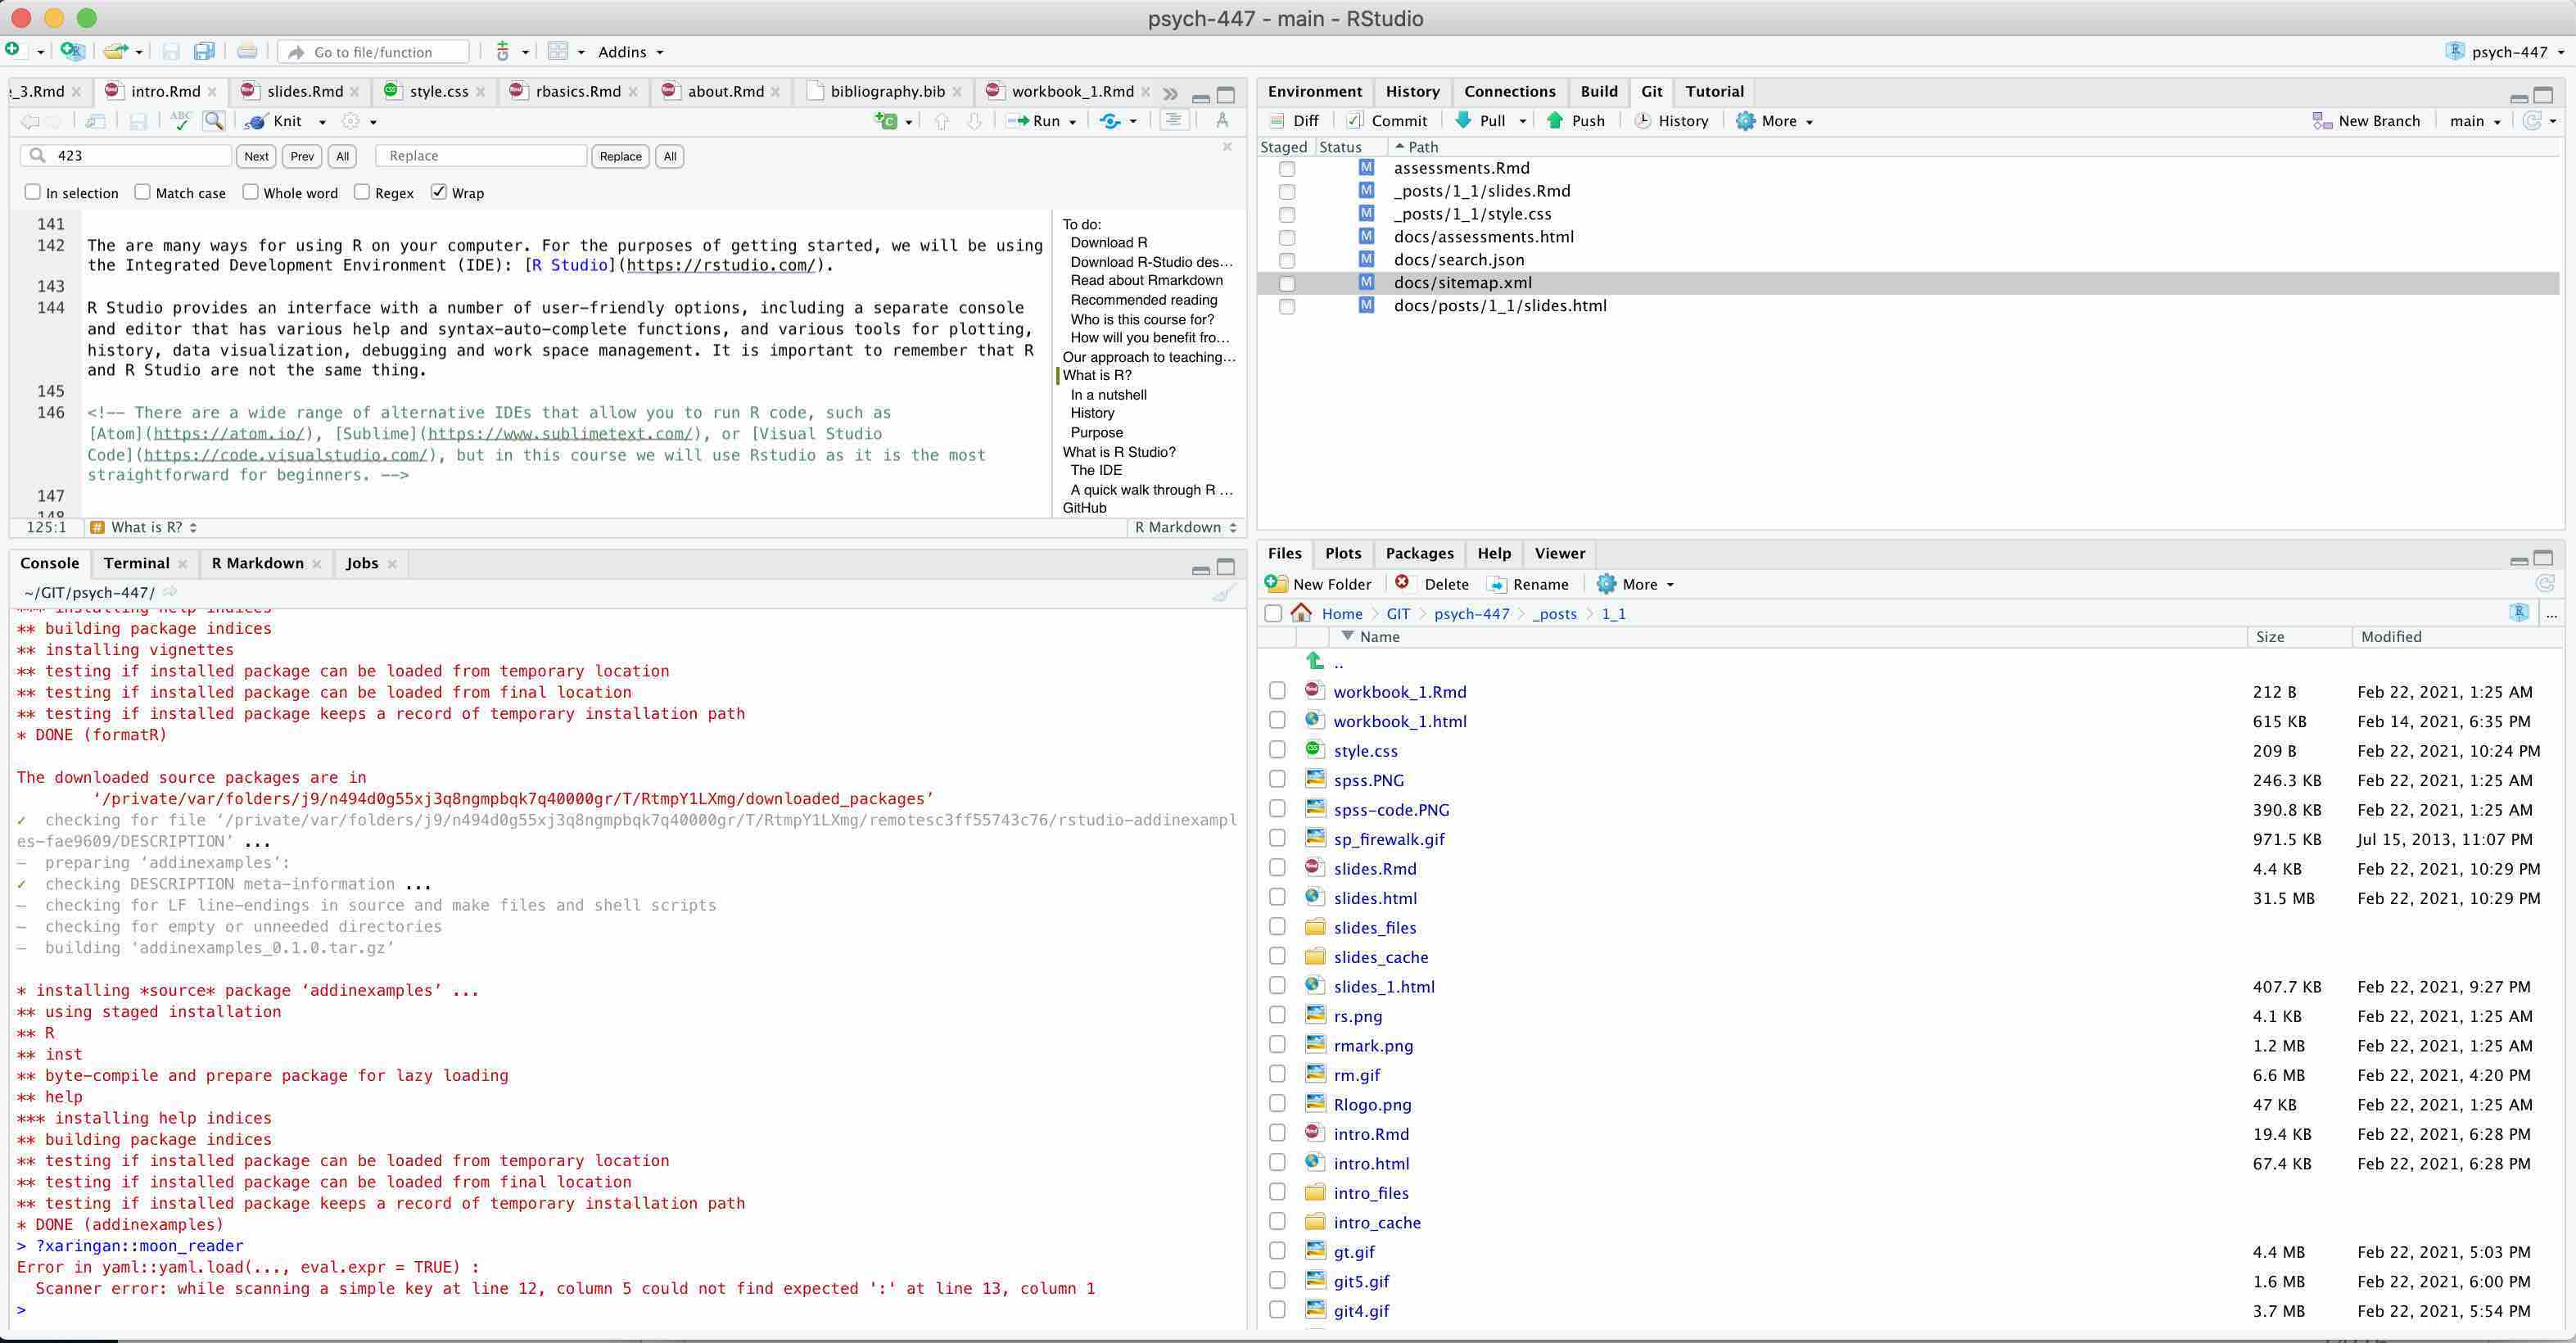 psych-447 - main - RStudio
Go to file/function
Addins
psych-447
e_3.Rmd
intro.Rmd
slides.Rmd
style.css
rbasics.Rmd
about.Rmd
bibliography.bib
workbook_1.Rmd
Knit
Run
423
Next
Prev
All
Replace
Replace
All
In selection
Match case
Whole word
Regex
Wrap
141
142 The are many ways for using R on your computer. For the purposes of getting started, we will be using
the Integrated Development Environment (IDE): [R Studio](https://rstudio.com/).
143
144 R Studio provides an interface with a number of user-friendly options, including a separate console
and editor that has various help and syntax-auto-complete functions, and various tools for plotting,
history, data visualization, debugging and work space management. It is important to remember that R
and R Studio are not the same thing.
145
146 <!-- There are a wide range of alternative IDEs that allow you to run R code, such as
[Atom](https://atom.io/), [Sublime](https://www.sublimetext.com/), or [Visual Studio
Code](https://code.visualstudio.com/), but in this course we will use Rstudio as it is the most
straightforward for beginners. -->
147
148
To do:
Download R
Download R-Studio des...
Read about Rmarkdown
Recommended reading
Who is this course for?
How will you benefit fro...
Our approach to teaching...
What is R?
In a nutshell
History
Purpose
What is R Studio?
The IDE
A quick walk through R ...
GitHub
125:1
What is R?
R Markdown
Console
Terminal
R Markdown
Jobs
~/GIT/psych-447/
*** installing help indices
** building package indices
** installing vignettes
** testing if installed package can be loaded from temporary location
** testing if installed package can be loaded from final location
** testing if installed package keeps a record of temporary installation path
* DONE (formatR)
The downloaded source packages are in
‘/private/var/folders/j9/n494d0g55xj3q8ngmpbqk7q40000gr/T/RtmpY1LXmg/downloaded_packages’
✓ checking for file ‘/private/var/folders/j9/n494d0g55xj3q8ngmpbqk7q40000gr/T/RtmpY1LXmg/remotesc3ff55743c76/rstudio-addinexampl
es-fae9609/DESCRIPTION’ ...
– preparing ‘addinexamples’:
✓ checking DESCRIPTION meta-information ...
– checking for LF line-endings in source and make files and shell scripts
– checking for empty or unneeded directories
– building ‘addinexamples_0.1.0.tar.gz’
* installing *source* package ‘addinexamples’ ...
** using staged installation
** R
** inst
** byte-compile and prepare package for lazy loading
** help
*** installing help indices
** building package indices
** testing if installed package can be loaded from temporary location
** testing if installed package can be loaded from final location
** testing if installed package keeps a record of temporary installation path
* DONE (addinexamples)
> ?xaringan::moon_reader
Error in yaml::yaml.load(..., eval.expr = TRUE) :
Scanner error: while scanning a simple key at line 12, column 5 could not find expected ':' at line 13, column 1
>
Environment
History
Connections
Build
Git
Tutorial
Diff
Commit
Pull
Push
History
More
New Branch
main
Staged
Status
Path
M assessments.Rmd
M _posts/1_1/slides.Rmd
M _posts/1_1/style.css
M docs/assessments.html
M docs/search.json
M docs/sitemap.xml
M docs/posts/1_1/slides.html
Files
Plots
Packages
Help
Viewer
New Folder
Delete
Rename
More
Home
GIT
psych-447
_posts
1_1
...
Name
Size
Modified
..
workbook_1.Rmd 212 B Feb 22, 2021, 1:25 AM
workbook_1.html 615 KB Feb 14, 2021, 6:35 PM
style.css 209 B Feb 22, 2021, 10:24 PM
spss.PNG 246.3 KB Feb 22, 2021, 1:25 AM
spss-code.PNG 390.8 KB Feb 22, 2021, 1:25 AM
sp_firewalk.gif 971.5 KB Jul 15, 2013, 11:07 PM
slides.Rmd 4.4 KB Feb 22, 2021, 10:29 PM
slides.html 31.5 MB Feb 22, 2021, 10:29 PM
slides_files
slides_cache
slides_1.html 407.7 KB Feb 22, 2021, 9:27 PM
rs.png 4.1 KB Feb 22, 2021, 1:25 AM
rmark.png 1.2 MB Feb 22, 2021, 1:25 AM
rm.gif 6.6 MB Feb 22, 2021, 4:20 PM
Rlogo.png 47 KB Feb 22, 2021, 1:25 AM
intro.Rmd 19.4 KB Feb 22, 2021, 6:28 PM
intro.html 67.4 KB Feb 22, 2021, 6:28 PM
intro_files
intro_cache
gt.gif 4.4 MB Feb 22, 2021, 5:03 PM
git5.gif 1.6 MB Feb 22, 2021, 6:00 PM
git4.gif 3.7 MB Feb 22, 2021, 5:54 PM